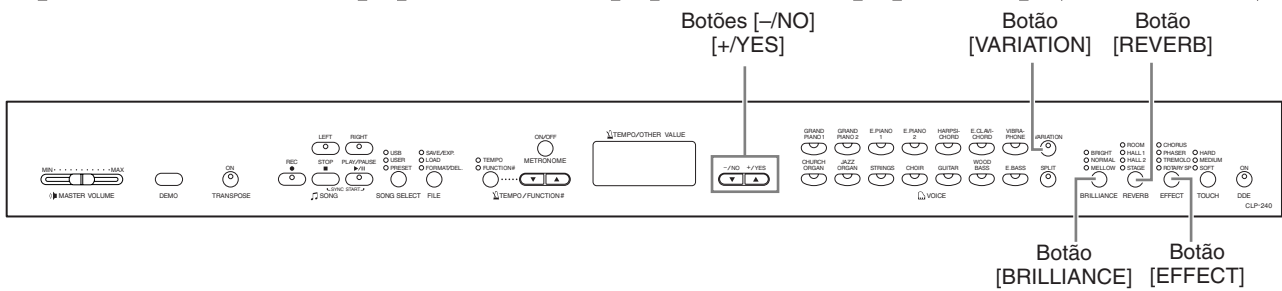 Botões [–/NO]
[+/YES]
Botão
[VARIATION]
Botão
[REVERB]
MIN MAX
MASTER VOLUME
DEMO
ON
TRANSPOSE
LEFT RIGHT
REC STOP PLAY/PAUSE
SYNC START
SONG
USB
USER
PRESET
SONG SELECT
SAVE/EXP.
LOAD
FORMAT/DEL.
FILE
TEMPO
FUNCTION#
ON/OFF
METRONOME
TEMPO/FUNCTION#
TEMPO/OTHER VALUE
–/NO +/YES
GRAND PIANO 1
GRAND PIANO 2
E.PIANO 1
E.PIANO 2
HARPSI-CHORD
E.CLAVI-CHORD
VIBRA-PHONE
VARIATION
CHURCH ORGAN
JAZZ ORGAN
STRINGS
CHOIR
GUITAR
WOOD BASS
E.BASS
SPLIT
VOICE
BRIGHT
NORMAL
MELLOW
BRILLIANCE
ROOM
HALL 1
HALL 2
STAGE
REVERB
CHORUS
PHASER
TREMOLO
ROTARY SP
EFFECT
HARD
MEDIUM
SOFT
TOUCH
ON
DDE
CLP-240
Botão
[BRILLIANCE]
Botão
[EFFECT]